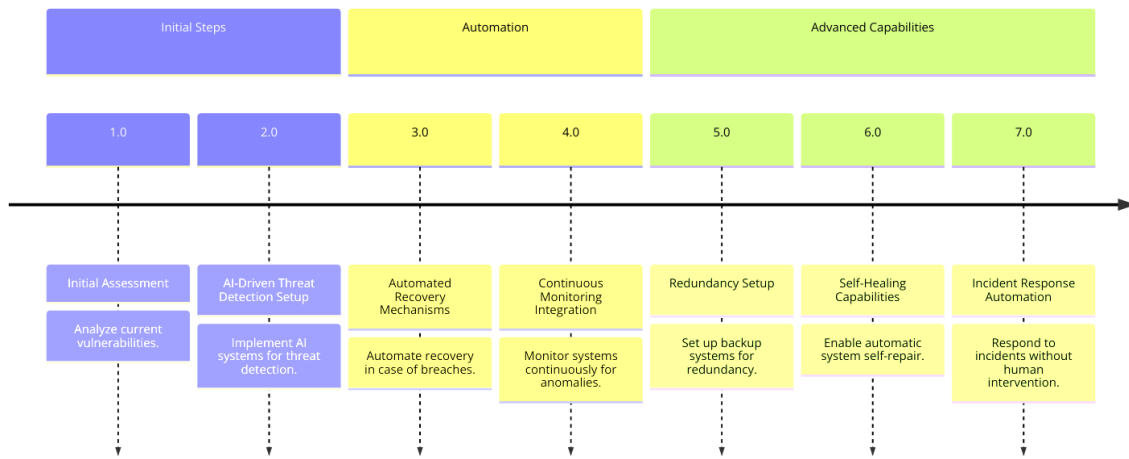 Initial Steps
Automation
Advanced Capabilities
1.0
2.0
3.0
4.0
5.0
6.0
7.0
Initial Assessment
Analyze current
vulnerabilities.
AI-Driven Threat
Detection Setup
Implement AI
systems for threat
detection.
Automated
Recovery
Mechanisms
Automate recovery
in case of breaches.
Continuous
Monitoring
Integration
Monitor systems
continuously for
anomalies.
Redundancy Setup
Set up backup
systems for
redundancy.
Self-Healing
Capabilities
Enable automatic
system self-repair.
Incident Response
Automation
Respond to
incidents without
human
intervention.